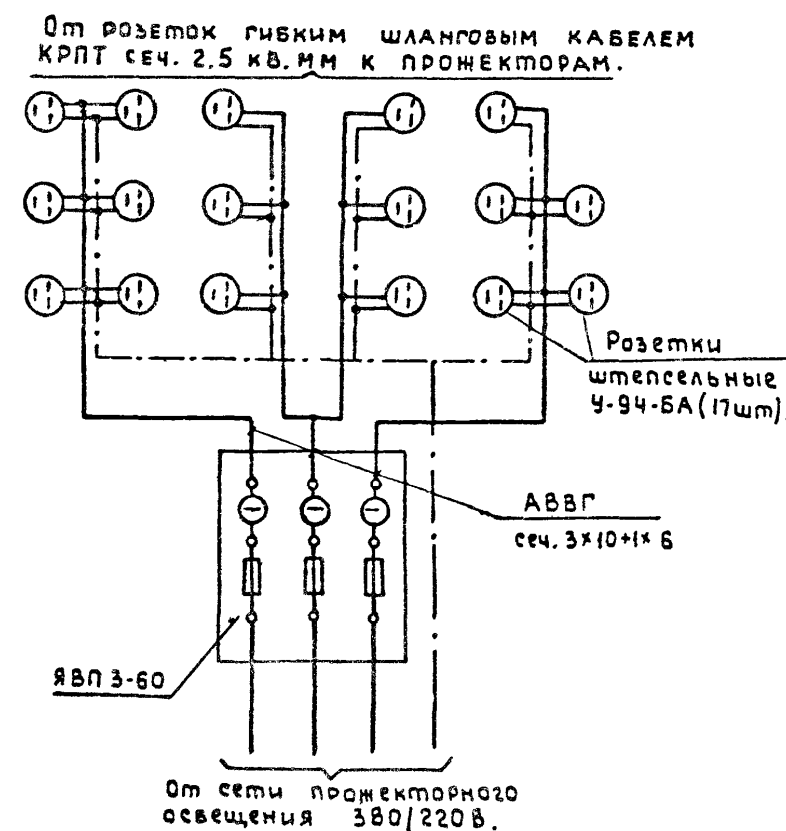 От розеток гибким шланговым кабелем
КРПТ сеч. 2.5 кв.мм к прожекторам.
Розетки
штепсельные
У-94-БА(17шт).
АВВГ
сеч. 3×10+1×6
ЯВП 3-60
От сети прожекторного
освещения 380/220В.